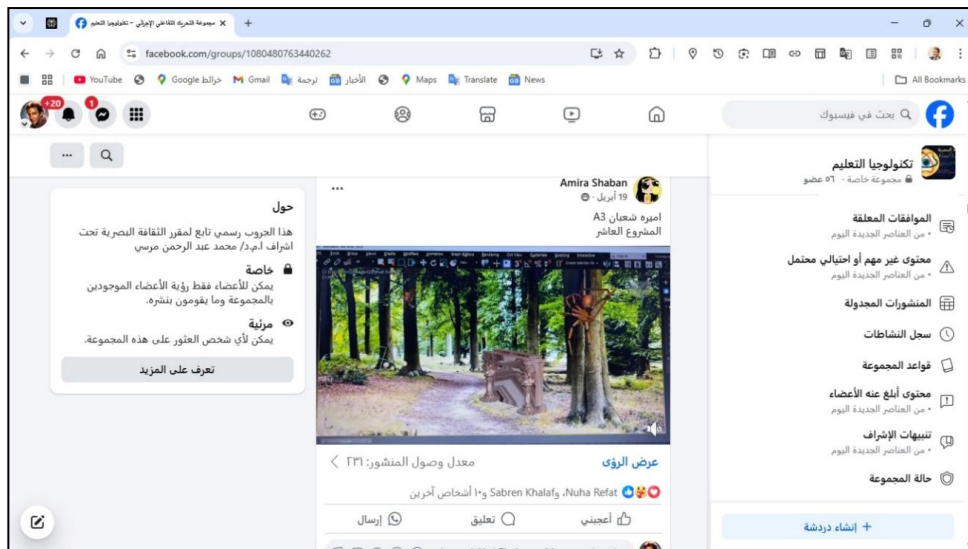 مجموعة التحريك التفاعلي الإجرائي - تكنولوجيا التعليم
facebook.com/groups/1080480763440262
YouTube
خرائط Google
Gmail
ترجمة
الأخبار
Maps
Translate
News
All Bookmarks
+20
1
بحث في فيسبوك
تكنولوجيا التعليم
مجموعة خاصة · ٥٦ عضو
الموافقات المعلقة
• من العناصر الجديدة اليوم
محتوى غير مهم أو احتيالي محتمل
• من العناصر الجديدة اليوم
المنشورات المجدولة
سجل النشاطات
قواعد المجموعة
محتوى أبلغ عنه الأعضاء
• من العناصر الجديدة اليوم
تنبيهات الإشراف
• من العناصر الجديدة اليوم
حالة المجموعة
+ إنشاء دردشة
Amira Shaban
19 أبريل ·
اميره شعبان A3
المشروع العاشر
عرض الرؤى
معدل وصول المنشور: ٢٣١
Nuha Refat، وSabren Khalaf و١٠ أشخاص آخرين
أعجبني
تعليق
إرسال
حول
هذا الجروب رسمي تابع لمقرر الثقافة البصرية تحت
اشراف ا.م.د/ محمد عبد الرحمن مرسي
خاصة
يمكن للأعضاء فقط رؤية الأعضاء الموجودين
بالمجموعة وما يقومون بنشره.
مرئية
يمكن لأي شخص العثور على هذه المجموعة.
تعرف على المزيد